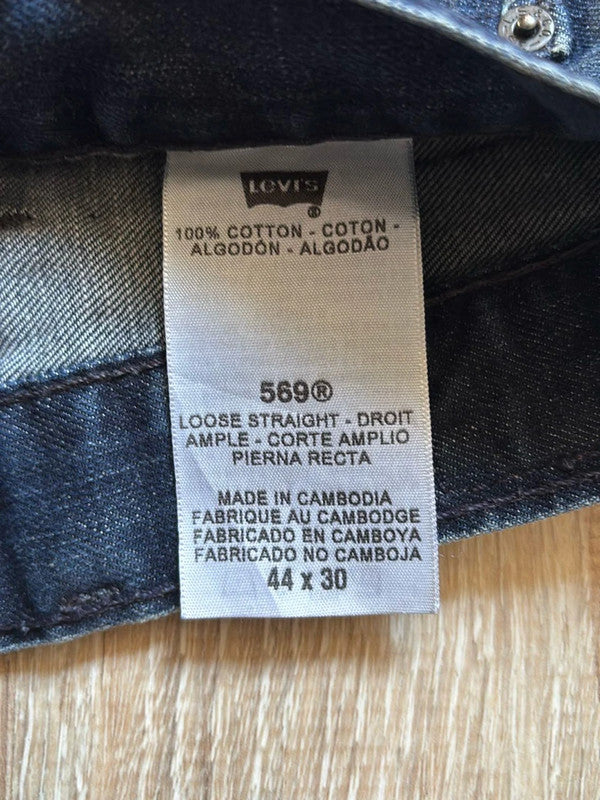 LEVI'S
®
100% COTTON - COTON -
ALGODÓN - ALGODÃO
569®
LOOSE STRAIGHT - DROIT
AMPLE - CORTE AMPLIO
PIERNA RECTA
MADE IN CAMBODIA
FABRIQUE AU CAMBODGE
FABRICADO EN CAMBOYA
FABRICADO NO CAMBOJA
44 x 30